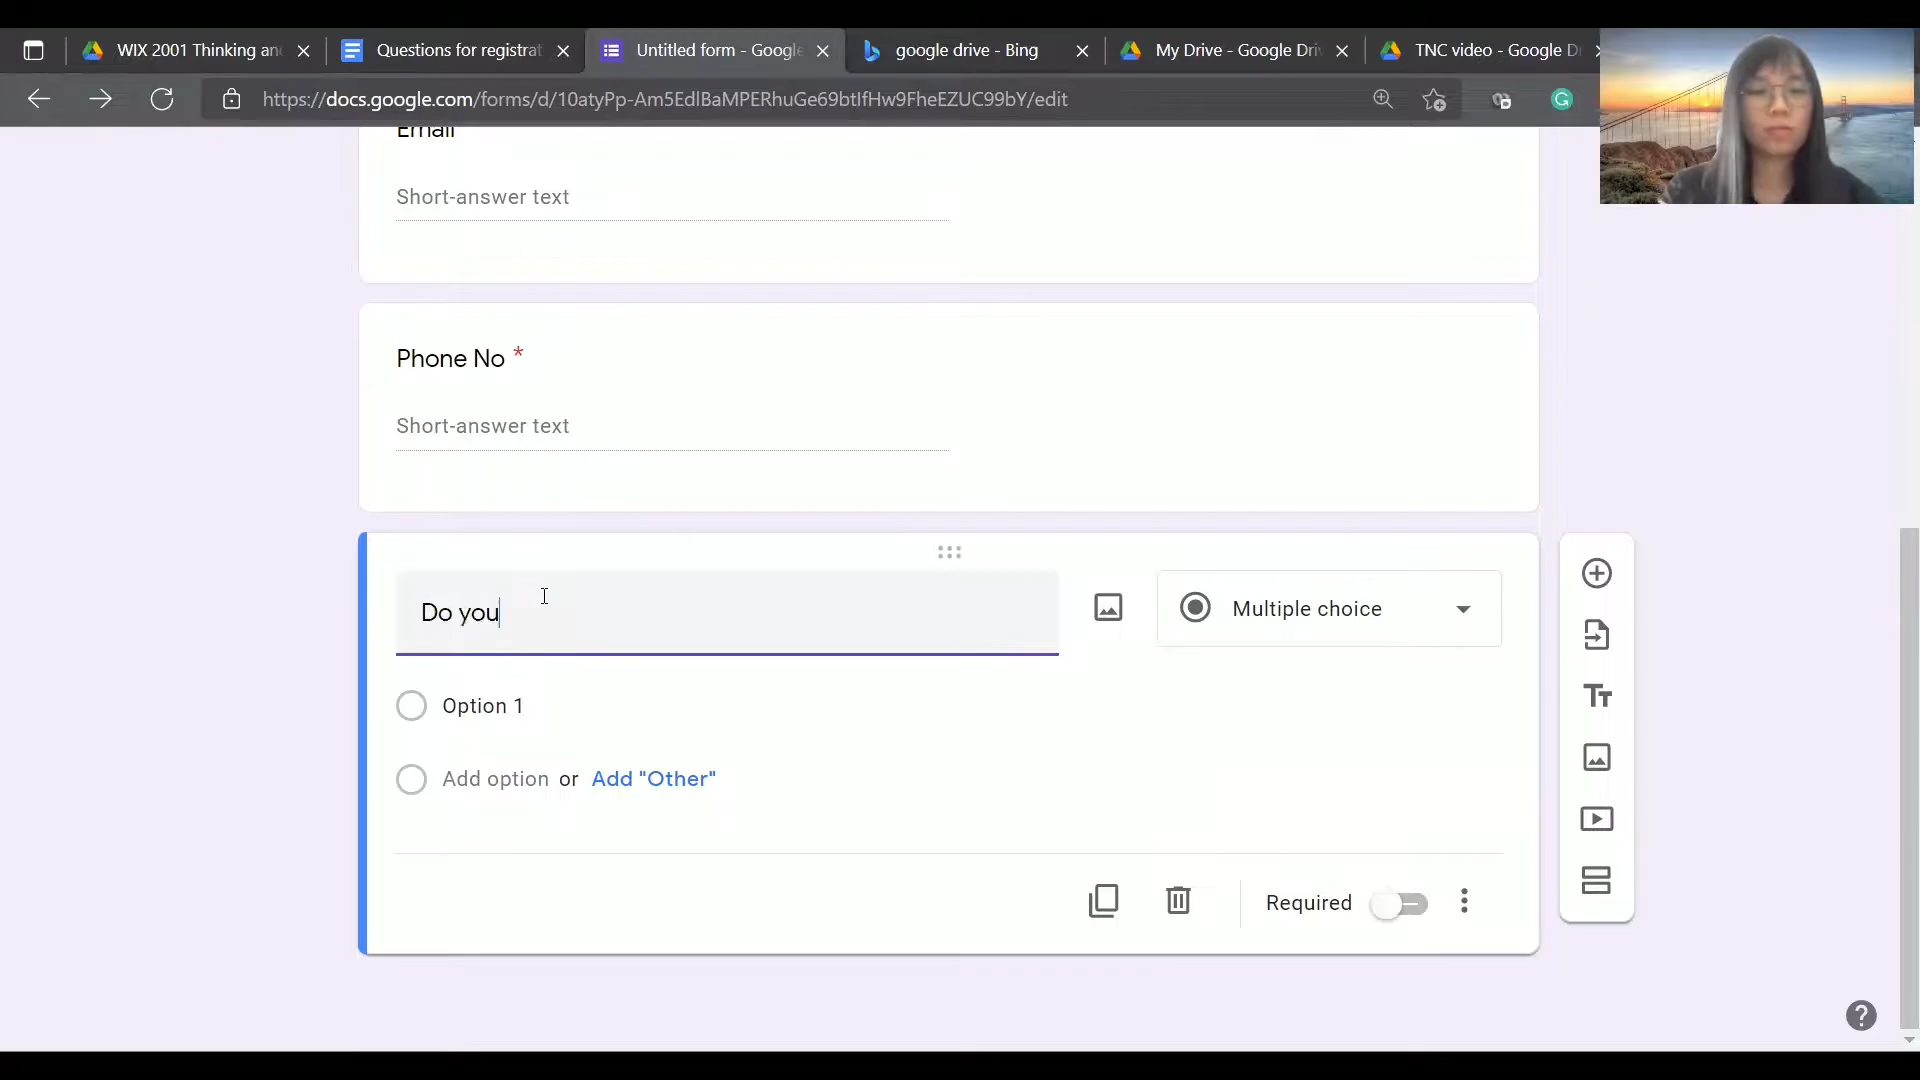 WIX 2001 Thinking an
Questions for registrat
Untitled form - Google
google drive - Bing
My Drive - Google Dri
TNC video - Google D
https://docs.google.com/forms/d/10atyPp-Am5EdlBaMPERhuGe69btIfHw9FheEZUC99bY/edit
Email
Short-answer text
Phone No *
Short-answer text
Do you
Multiple choice
Option 1
Add option or Add "Other"
Required